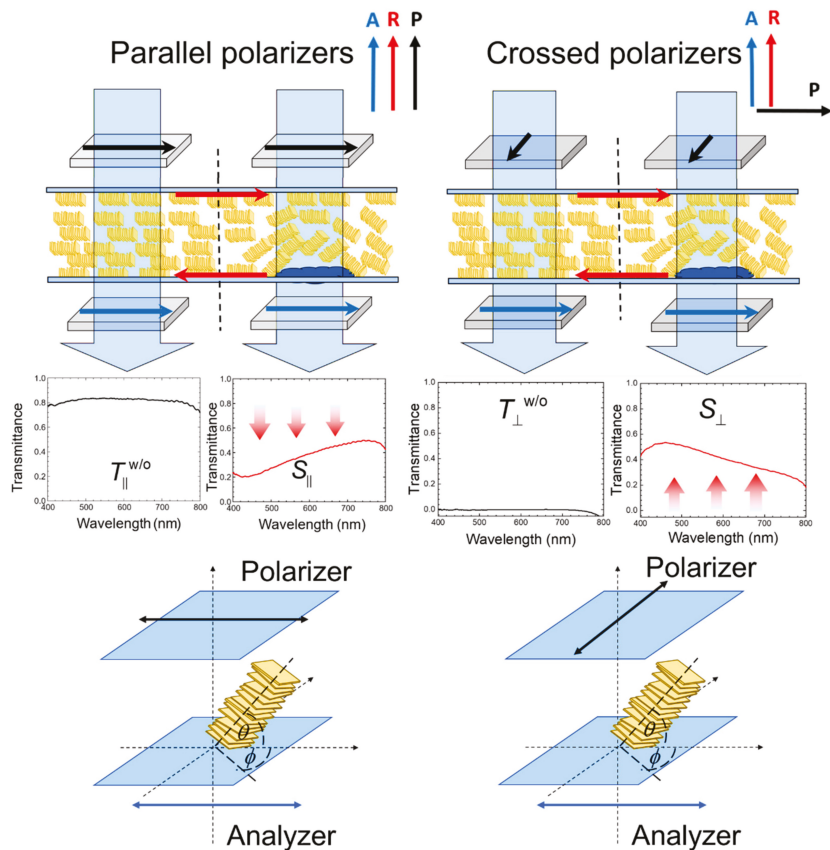 A R P
Parallel polarizers
A R
Crossed polarizers
P
1.0
0.8
0.6
0.4
0.2
0.0
Transmittance
T∥ w/o
400 500 600 700 800
Wavelength (nm)
1.0
0.8
0.6
0.4
0.2
0.0
Transmittance
S∥
400 500 600 700 800
Wavelength (nm)
1.0
0.8
0.6
0.4
0.2
0.0
Transmittance
T⊥ w/o
400 500 600 700 800
Wavelength (nm)
1.0
0.8
0.6
0.4
0.2
0.0
Transmittance
S⊥
400 500 600 700 800
Wavelength (nm)
Polarizer
θ
ϕ
Analyzer
Polarizer
θ
ϕ
Analyzer